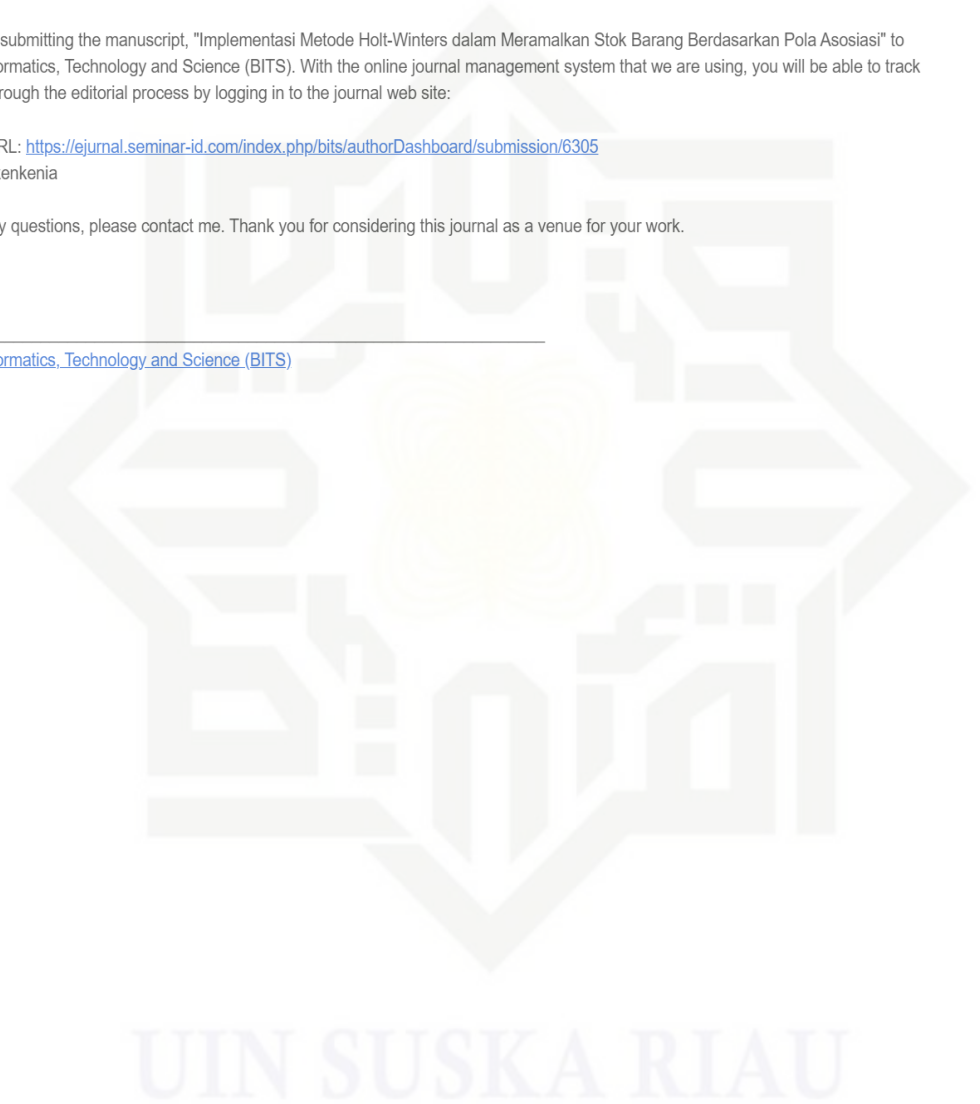 submitting the manuscript, "Implementasi Metode Holt-Winters dalam Meramalkan Stok Barang Berdasarkan Pola Asosiasi" to
ormatics, Technology and Science (BITS). With the online journal management system that we are using, you will be able to track
rough the editorial process by logging in to the journal web site:
RL: https://ejurnal.seminar-id.com/index.php/bits/authorDashboard/submission/6305
enkenia
y questions, please contact me. Thank you for considering this journal as a venue for your work.
ormatics, Technology and Science (BITS)
UIN SUSKA RIAU